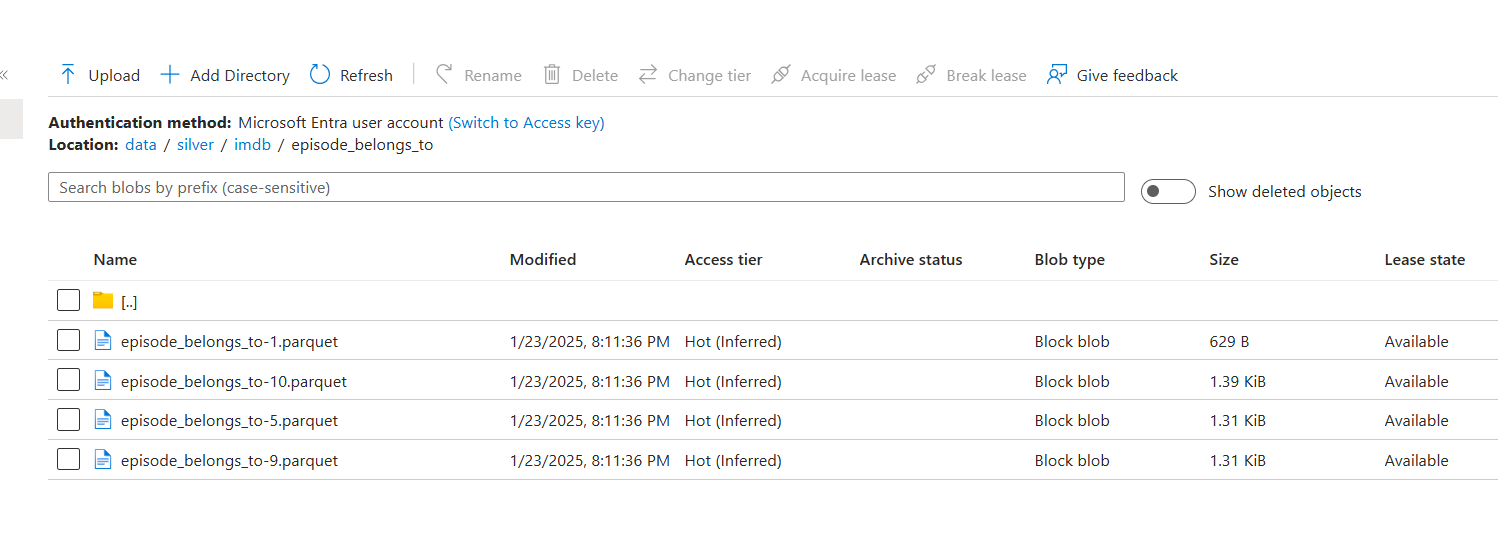 «
Upload Add Directory Refresh Rename Delete Change tier Acquire lease Break lease Give feedback
Authentication method: Microsoft Entra user account (Switch to Access key)
Location: data / silver / imdb / episode_belongs_to
Search blobs by prefix (case-sensitive) Show deleted objects
Name Modified Access tier Archive status Blob type Size Lease state
[..]
episode_belongs_to-1.parquet 1/23/2025, 8:11:36 PM Hot (Inferred) Block blob 629 B Available
episode_belongs_to-10.parquet 1/23/2025, 8:11:36 PM Hot (Inferred) Block blob 1.39 KiB Available
episode_belongs_to-5.parquet 1/23/2025, 8:11:36 PM Hot (Inferred) Block blob 1.31 KiB Available
episode_belongs_to-9.parquet 1/23/2025, 8:11:36 PM Hot (Inferred) Block blob 1.31 KiB Available